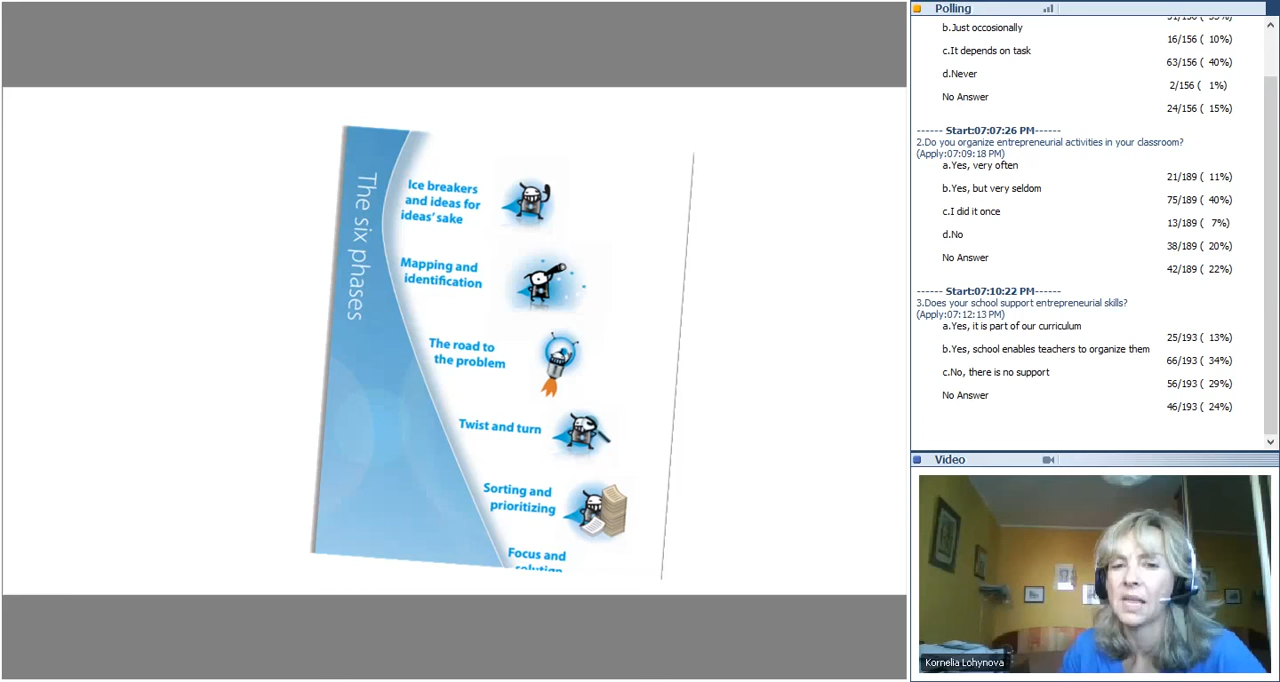 The six phases
Ice breakers
and ideas for
ideas' sake
Mapping and
identification
The road to
the problem
Twist and turn
Sorting and
prioritizing
Focus and
solution
Polling
b.Just occosionally
16/156 ( 10%)
c.It depends on task
63/156 ( 40%)
d.Never
2/156 ( 1%)
No Answer
24/156 ( 15%)
------ Start:07:07:26 PM------
2.Do you organize entrepreneurial activities in your classroom?
(Apply:07:09:18 PM)
a.Yes, very often
21/189 ( 11%)
b.Yes, but very seldom
75/189 ( 40%)
c.I did it once
13/189 ( 7%)
d.No
38/189 ( 20%)
No Answer
42/189 ( 22%)
------ Start:07:10:22 PM------
3.Does your school support entrepreneurial skills?
(Apply:07:12:13 PM)
a.Yes, it is part of our curriculum
25/193 ( 13%)
b.Yes, school enables teachers to organize them
66/193 ( 34%)
c.No, there is no support
56/193 ( 29%)
No Answer
46/193 ( 24%)
Video
Kornelia Lohynova